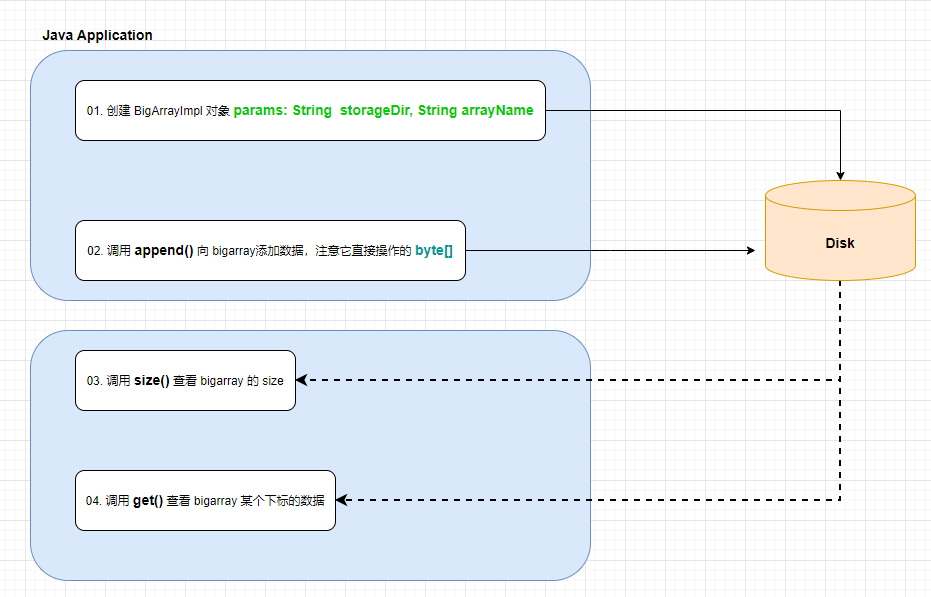 Java Application
01. 创建 BigArrayImpl 对象 params: String  storageDir, String arrayName
02. 调用 append() 向 bigarray添加数据，注意它直接操作的 byte[]
Disk
03. 调用 size() 查看 bigarray 的 size
04. 调用 get() 查看 bigarray 某个下标的数据